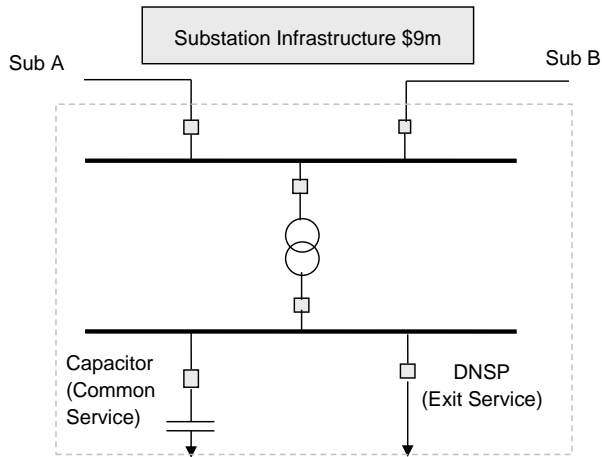 Substation Infrastructure $9m
Sub A
Sub B
Capacitor
(Common
Service)
DNSP
(Exit Service)